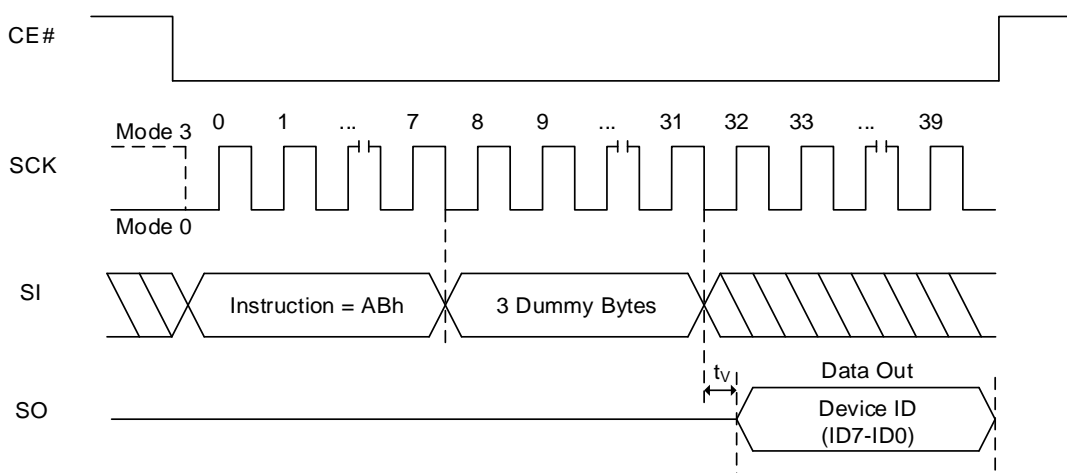 CE#
0 1 ... 7 8 9 ... 31 32 33 ... 39
Mode 3
SCK
Mode 0
SI
Instruction = ABh
3 Dummy Bytes
tV
Data Out
SO
Device ID
(ID7-ID0)